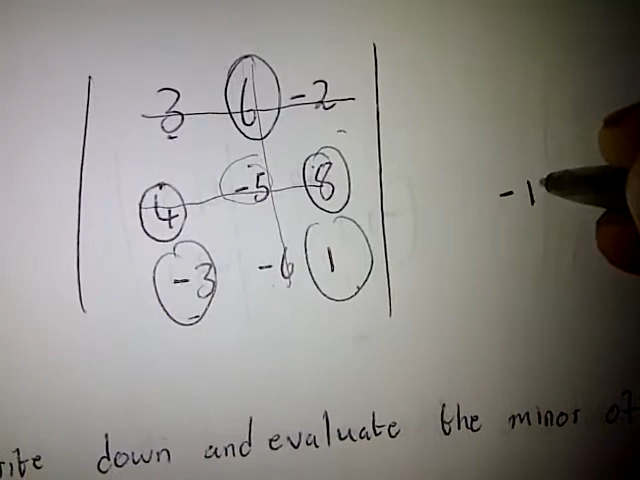 3 6 -2
4 -5 8 -1
-3 -6 1
down and evaluate the minor of